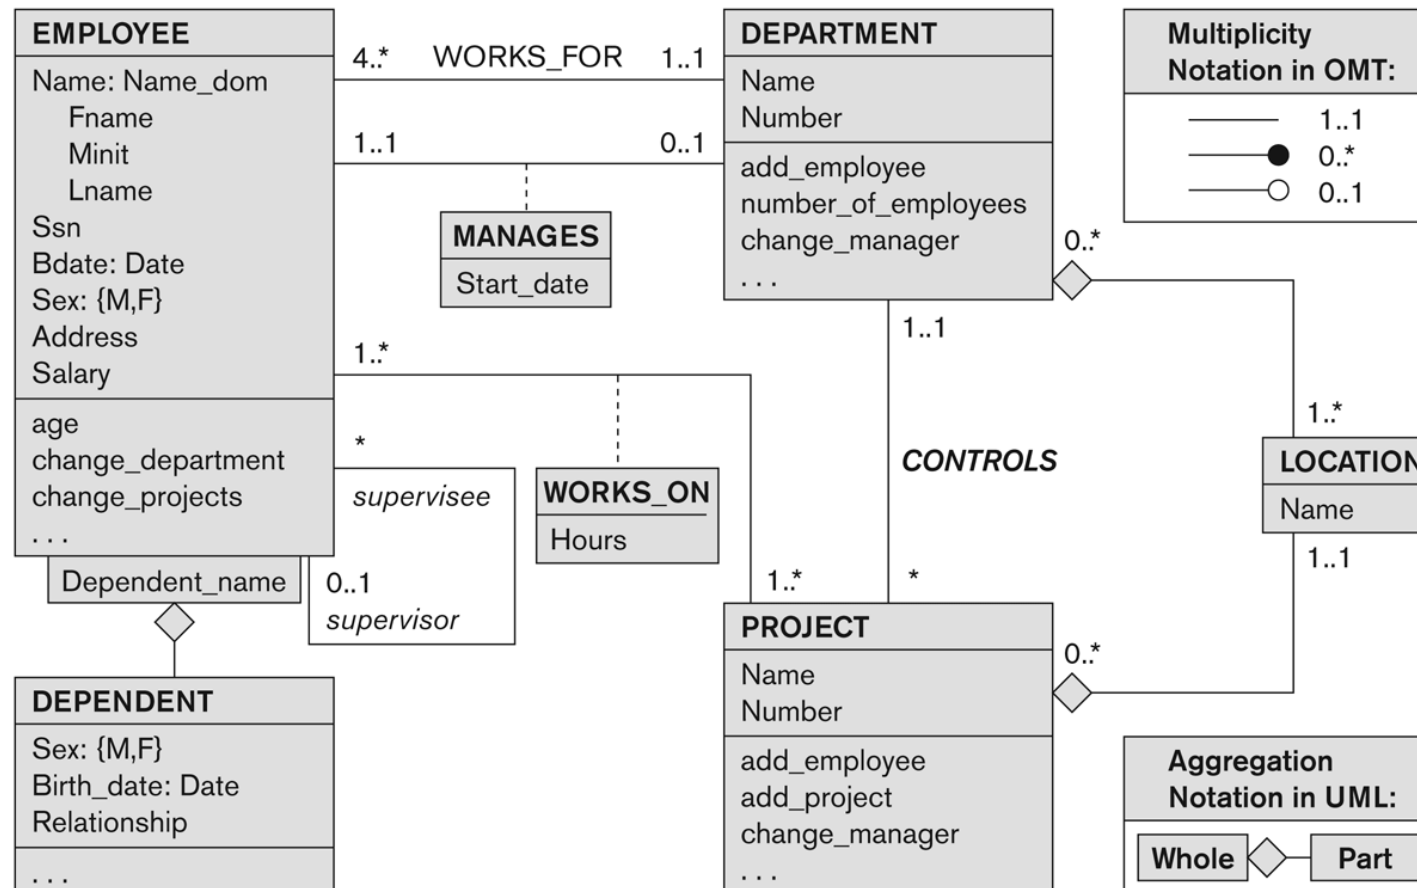 EMPLOYEE
Name: Name_dom
Fname
Minit
Lname
Ssn
Bdate: Date
Sex: {M,F}
Address
Salary
age
change_department
change_projects
. . .
Dependent_name
DEPENDENT
Sex: {M,F}
Birth_date: Date
Relationship
. . .
4..* WORKS_FOR 1..1
1..1 0..1
MANAGES
Start_date
1..*
*
supervisee
0..1
supervisor
WORKS_ON
Hours
1..*
DEPARTMENT
Name
Number
add_employee
number_of_employees
change_manager
. . .
0..*
1..1
CONTROLS
*
PROJECT
Name
Number
add_employee
add_project
change_manager
. . .
0..*
Multiplicity
Notation in OMT:
1..1
0..*
0..1
1..*
LOCATION
Name
1..1
Aggregation
Notation in UML:
Whole Part